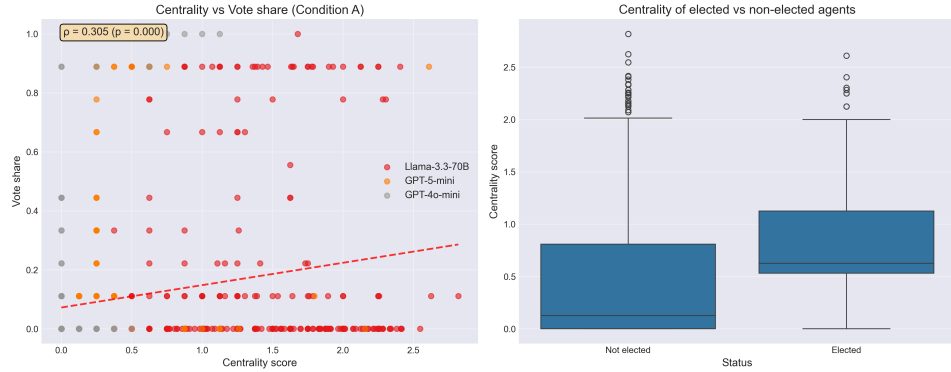 Centrality vs Vote share (Condition A)
ρ = 0.305 (p = 0.000)
1.0
0.8
0.6
0.4
0.2
0.0
Vote share
Llama-3.3-70B
GPT-5-mini
GPT-4o-mini
0.0 0.5 1.0 1.5 2.0 2.5
Centrality score
Centrality of elected vs non-elected agents
2.5
2.0
1.5
1.0
0.5
0.0
Centrality score
Not elected Elected
Status